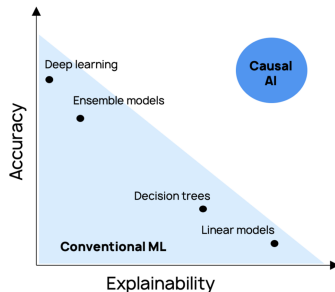 Deep learning
Causal
AI
Ensemble models
Accuracy
Decision trees
Linear models
Conventional ML
Explainability